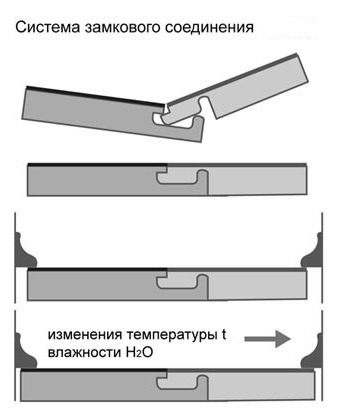 Система замкового соединения
изменения температуры t
влажности H2O